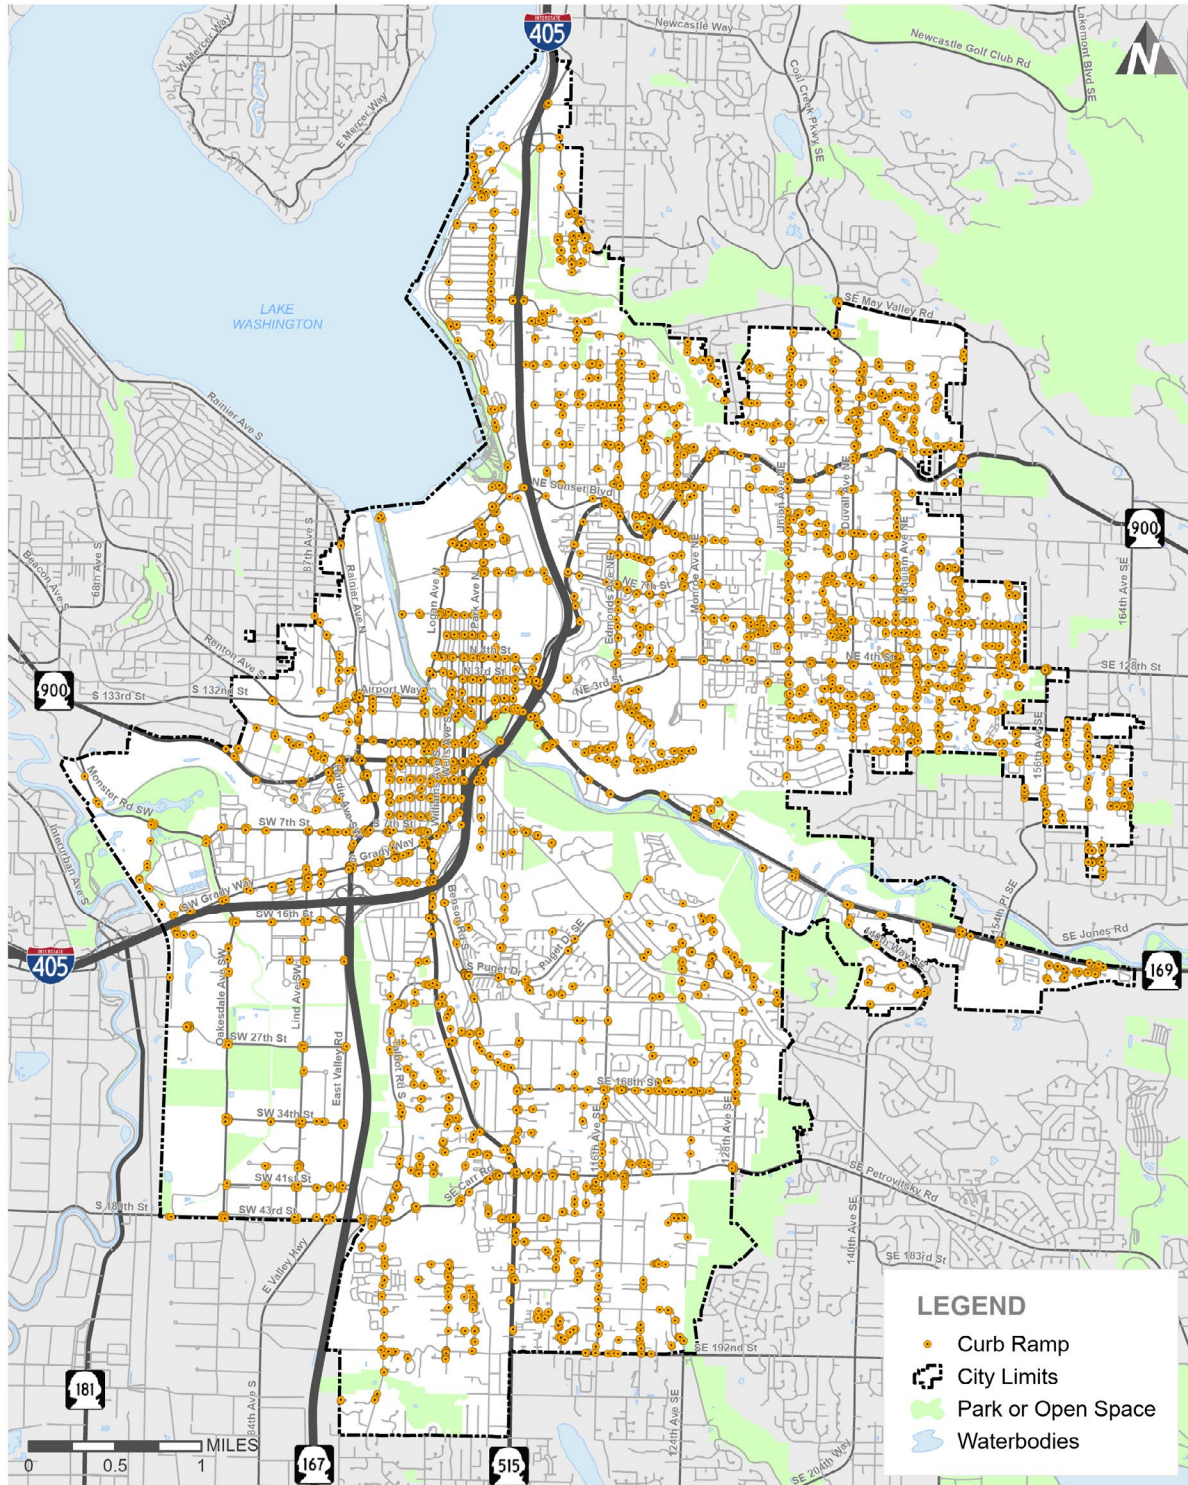 INTERSTATE
405
Newcastle Way
Lakemont Blvd SE
W Mercer Way
Newcastle Golf Club Rd
N
Coal Creek Pkwy SE
E Mercer Way
LAKE
WASHINGTON
SE May Valley Rd
Rainier Ave S
NE Sunset Blvd
Union Ave NE
Duvall Ave NE
900
87th Ave S
Hoquiam Ave NE
Beacon Ave S
68th Ave S
Rainier Ave N
Logan Ave N
Park Ave N
NE 7th St
Edmonds Ave NE
Monroe Ave NE
164th Ave SE
Renton Ave S
N 4th St
N 3rd St
NE 4th St
SE 128th St
900
S 133rd St
S 132nd St
Airport Way
NE 3rd St
156th Ave SE
Monster Rd SW
Hardie Ave S
Williams Ave S
Wells Ave S
SW 7th St
S 7th St
Interurban Ave S
S Grady Way
SW Grady Way
Benson Rd S
154th Pl SE
SW 16th St
Puget Dr SE
SE Jones Rd
INTERSTATE
405
Oakesdale Ave SW
Lind Ave SW
S Puget Dr
169
SW 27th St
East Valley Rd
Talbot Rd S
SE 168th St
SW 34th St
116th Ave SE
128th Ave SE
SW 41st St
SE Carr Rd
SE Petrovitsky Rd
S 180th St
SW 43rd St
140th Ave SE
E Valley Hwy
SE 183rd St
LEGEND
Curb Ramp
City Limits
Park or Open Space
Waterbodies
SE 192nd St
181
84th Ave S
124th Ave SE
SE 204th Way
MILES
0 0.5 1
167
515